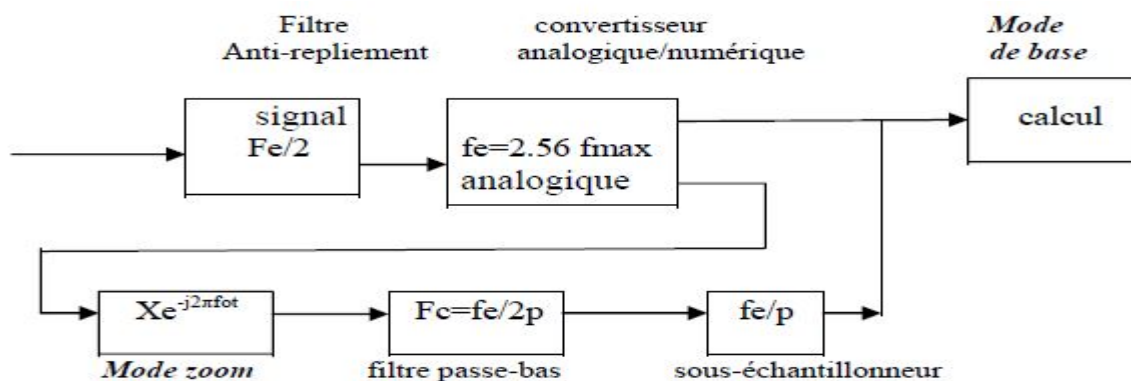 Filtre
Anti-repliement
convertisseur
analogique/numérique
Mode
de base
signal
Fe/2
fe=2.56 fmax
analogique
calcul
Xe^-j2πfot
Fc=fe/2p
fe/p
Mode zoom
filtre passe-bas
sous-échantillonneur